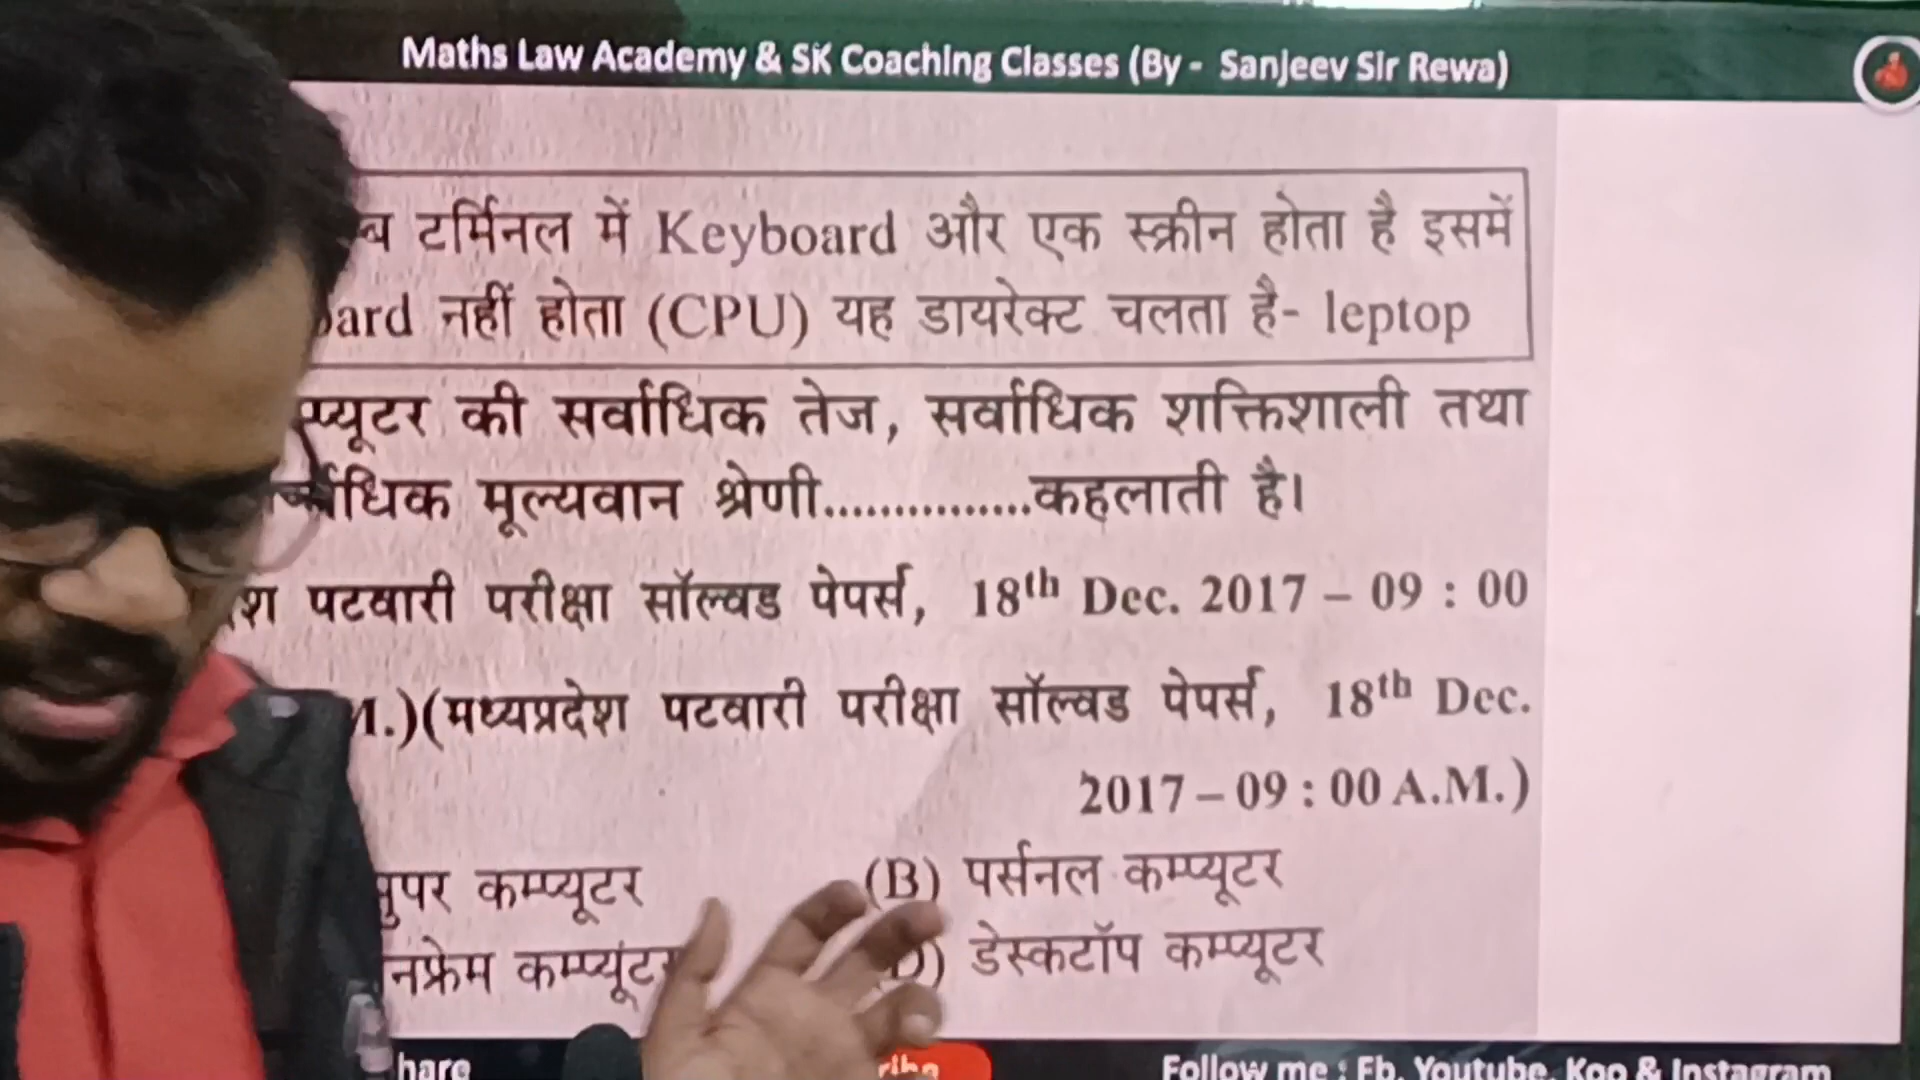 Maths Law Academy & SK Coaching Classes (By - Sanjeev Sir Rewa)
टर्मिनल में Keyboard और एक स्क्रीन होता है इसमें
नहीं होता (CPU) यह डायरेक्ट चलता है- leptop
की सर्वाधिक तेज, सर्वाधिक शक्तिशाली तथा
मूल्यवान श्रेणी...............कहलाती है।
पटवारी परीक्षा सॉल्वड पेपर्स, 18th Dec. 2017 – 09 : 00
(मध्यप्रदेश पटवारी परीक्षा सॉल्वड पेपर्स, 18th Dec.
2017 – 09 : 00 A.M.)
कम्प्यूटर (B) पर्सनल कम्प्यूटर
डेस्कटॉप कम्प्यूटर
Follow me : Fb, Youtube, Koo & Instagram